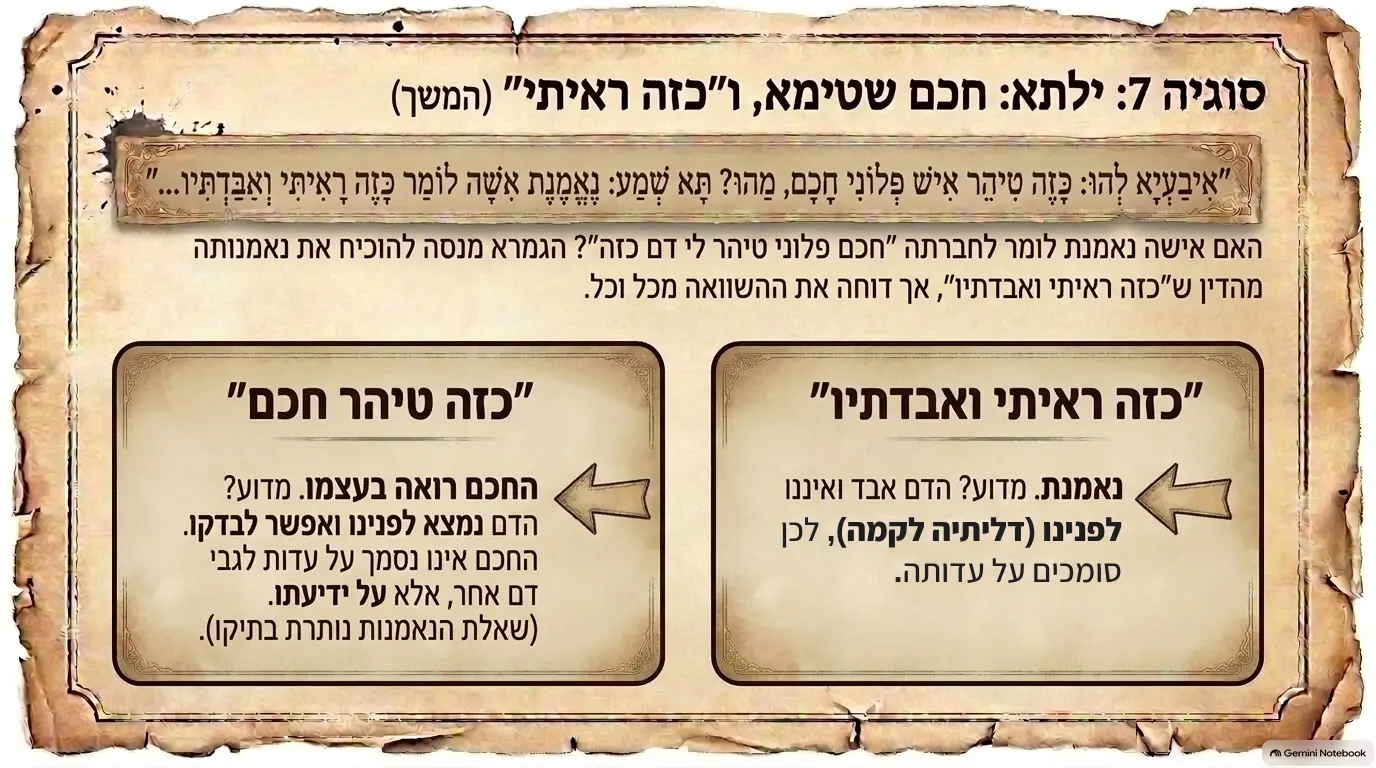 סוגיה 7: ילתא: חכם שטימא, ו"כזה ראיתי" (המשך)
"אִיבַּעְיָא לְהוּ: כָּזֶה טִיהֵר אִישׁ פְּלוֹנִי חָכָם, מַהוּ? תָּא שְׁמַע: נֶאֱמֶנֶת אִשָּׁה לוֹמַר כָּזֶה רָאִיתִי וְאִבַּדְתִּיו..."
האם אישה נאמנת לומר לחברתה "חכם פלוני טיהר לי דם כזה"? הגמרא מנסה להוכיח את נאמנותה
מהדין ש"כזה ראיתי ואבדתיו", אך דוחה את ההשוואה מכל וכל.
"כזה ראיתי ואבדתיו"
נאמנת. מדוע? הדם אבד ואיננו
לפנינו (דליתיה לקמה), לכן
סומכים על עדותה.
"כזה טיהר חכם"
החכם רואה בעצמו. מדוע?
הדם נמצא לפנינו ואפשר לבדקו.
החכם אינו נסמך על עדות לגבי
דם אחר, אלא על ידיעתו.
(שאלת הנאמנות נותרת בתיקו).
Gemini Notebook